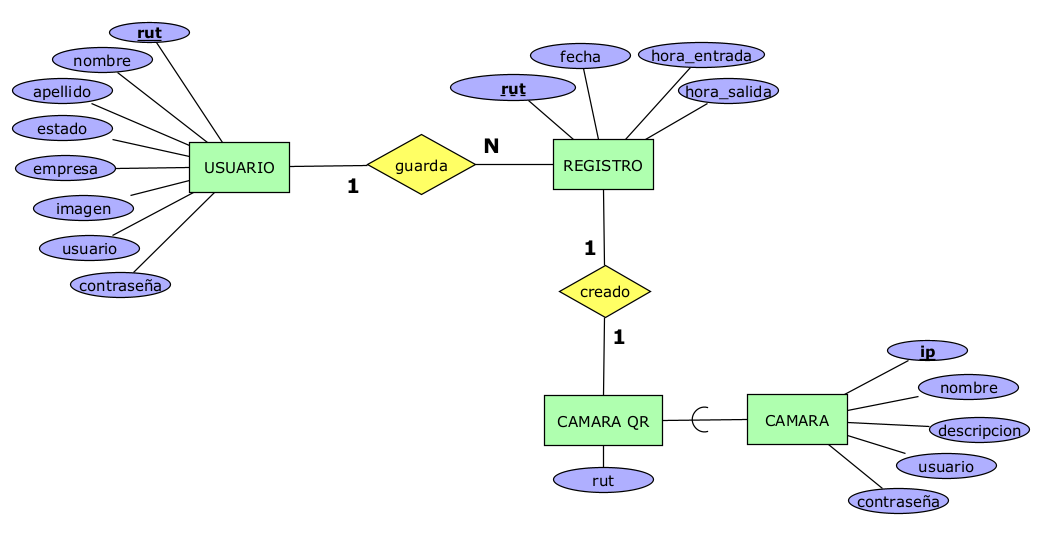 rut
nombre
apellido
estado
empresa
imagen
usuario
contraseña
USUARIO
1
guarda
N
rut
fecha
hora_entrada
hora_salida
REGISTRO
1
creado
1
CAMARA QR
rut
CAMARA
ip
nombre
descripcion
usuario
contraseña